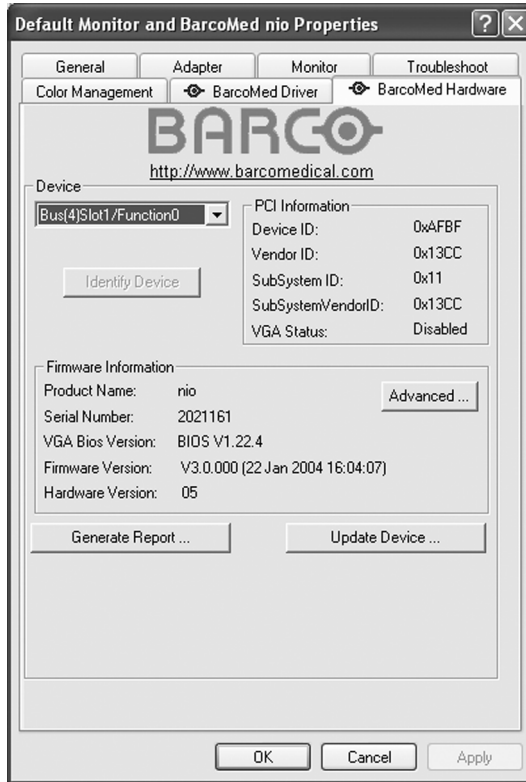 Default Monitor and BarcoMed nio Properties
General Adapter Monitor Troubleshoot
Color Management BarcoMed Driver BarcoMed Hardware
BARCO
http://www.barcomedical.com
Device
Bus(4)Slot1/Function0
Identify Device
PCI Information
Device ID: 0xAFBF
Vendor ID: 0x13CC
SubSystem ID: 0x11
SubSystemVendorID: 0x13CC
VGA Status: Disabled
Firmware Information
Product Name: nio
Advanced ...
Serial Number: 2021161
VGA Bios Version: BIOS V1.22.4
Firmware Version: V3.0.000 (22 Jan 2004 16:04:07)
Hardware Version: 05
Generate Report ... Update Device ...
OK Cancel Apply